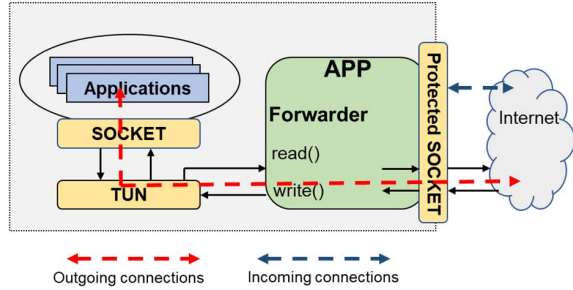 Applications
SOCKET
TUN
APP
Forwarder
read()
write()
Protected SOCKET
Internet
Outgoing connections
Incoming connections